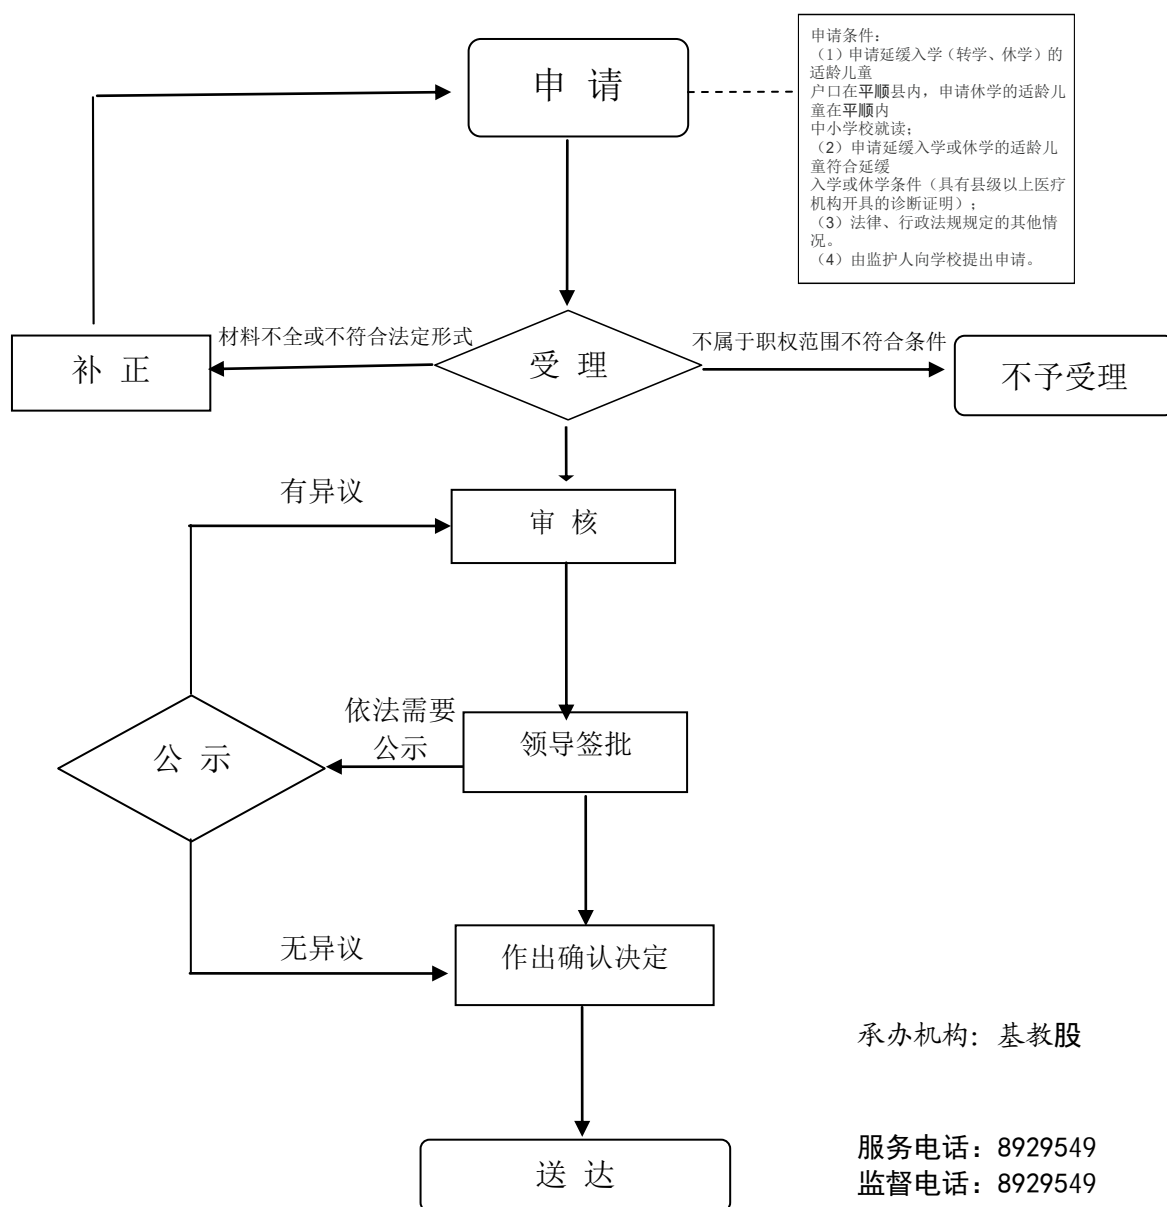 申 请
申请条件：
（1）申请延缓入学（转学、休学）的
适龄儿童
户口在平顺县内，申请休学的适龄儿
童在平顺内
中小学校就读；
（2）申请延缓入学或休学的适龄儿
童符合延缓
入学或休学条件（具有县级以上医疗
机构开具的诊断证明）；
（3）法律、行政法规规定的其他情
况。
（4）由监护人向学校提出申请。
材料不全或不符合法定形式
不属于职权范围不符合条件
补 正
受 理
不予受理
有异议
审 核
依法需要
公示
公 示
领导签批
无异议
作出确认决定
承办机构：基教股
送 达
服务电话：8929549
监督电话：8929549